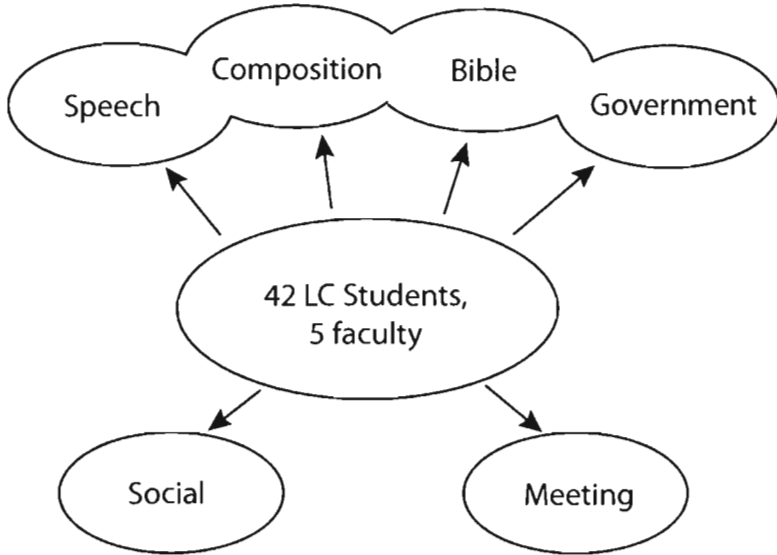 Speech
Composition
Bible
Government
42 LC Students,
5 faculty
Social
Meeting